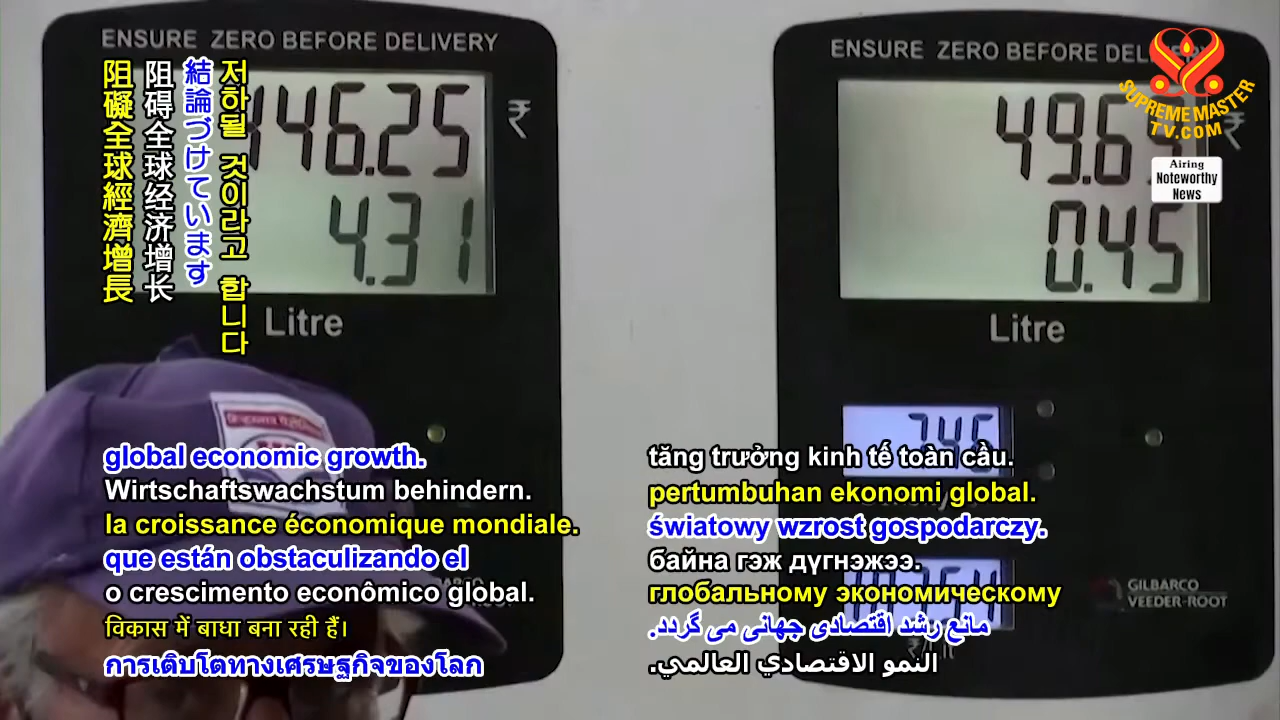 ENSURE ZERO BEFORE DELIVERY
146.25
₹
4.31
Litre
ENSURE ZERO BEFORE DELIVERY
₹
0.45
Litre
GILBARCO
VEEDER-ROOT
SUPREME MASTER
TV.COM
Airing
Noteworthy
News
저하될 것이라고 합니다
結論づけています
阻碍全球经济增长
阻礙全球經濟增長
global economic growth.
Wirtschaftswachstum behindern.
la croissance économique mondiale.
que están obstaculizando el
o crescimento econômico global.
विकास में बाधा बना रही हैं।
การเติบโตทางเศรษฐกิจของโลก
tăng trưởng kinh tế toàn cầu.
pertumbuhan ekonomi global.
światowy wzrost gospodarczy.
байна гэж дүгнэжээ.
глобальному экономическому
مانع رشد اقتصادی جهانی می گردد.
النمو الاقتصادي العالمي.